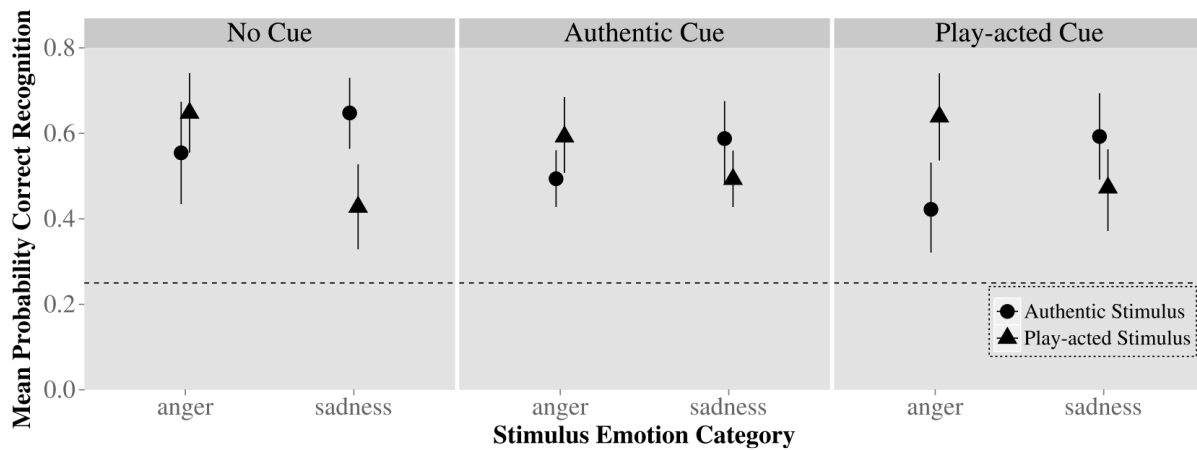 No Cue
Authentic Cue
Play-acted Cue
Mean Probability Correct Recognition
0.8
0.6
0.4
0.2
0.0
Authentic Stimulus
Play-acted Stimulus
anger
sadness
anger
sadness
anger
sadness
Stimulus Emotion Category